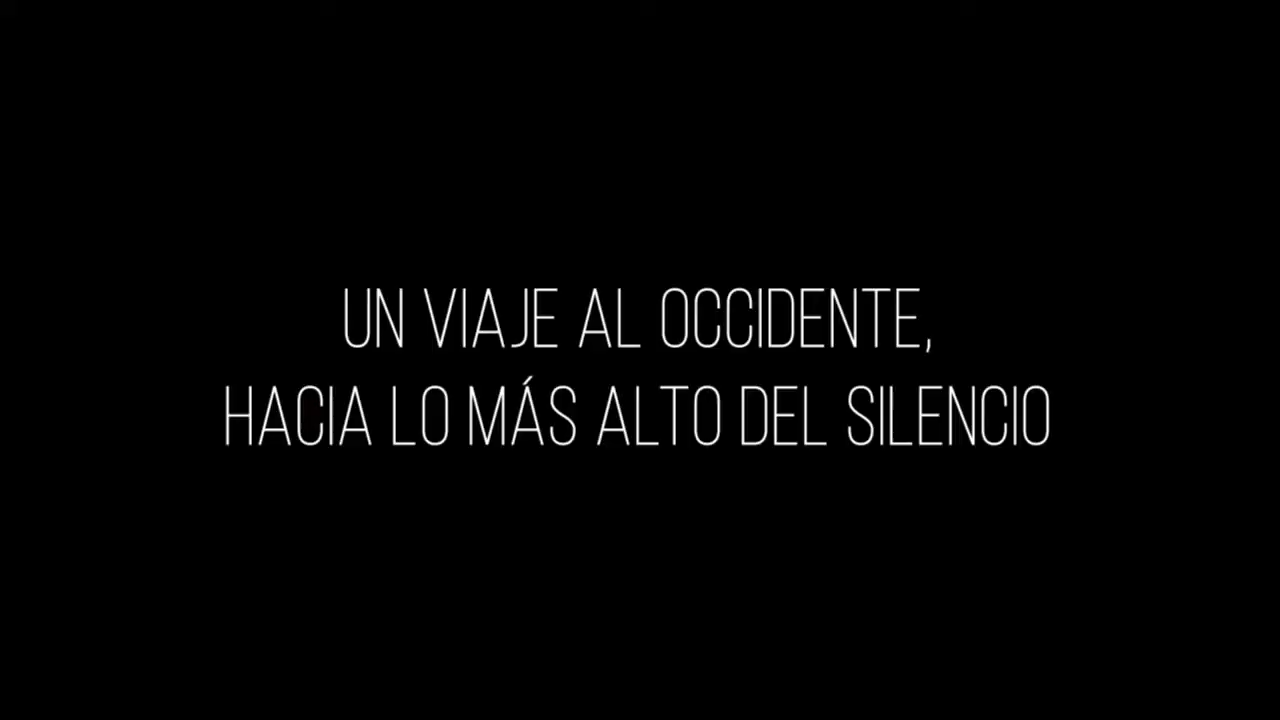 UN VIAJE AL OCCIDENTE,
HACIA LO MÁS ALTO DEL SILENCIO